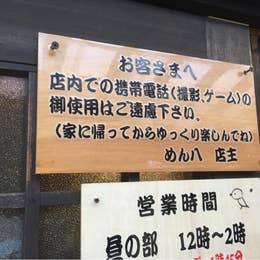 お客さまへ
店内での携帯電話(撮影、ゲーム)の
御使用はご遠慮下さい。
(家に帰ってからゆっくり楽しんでね)
めん八 店主
営業時間
昼の部 12時〜2時